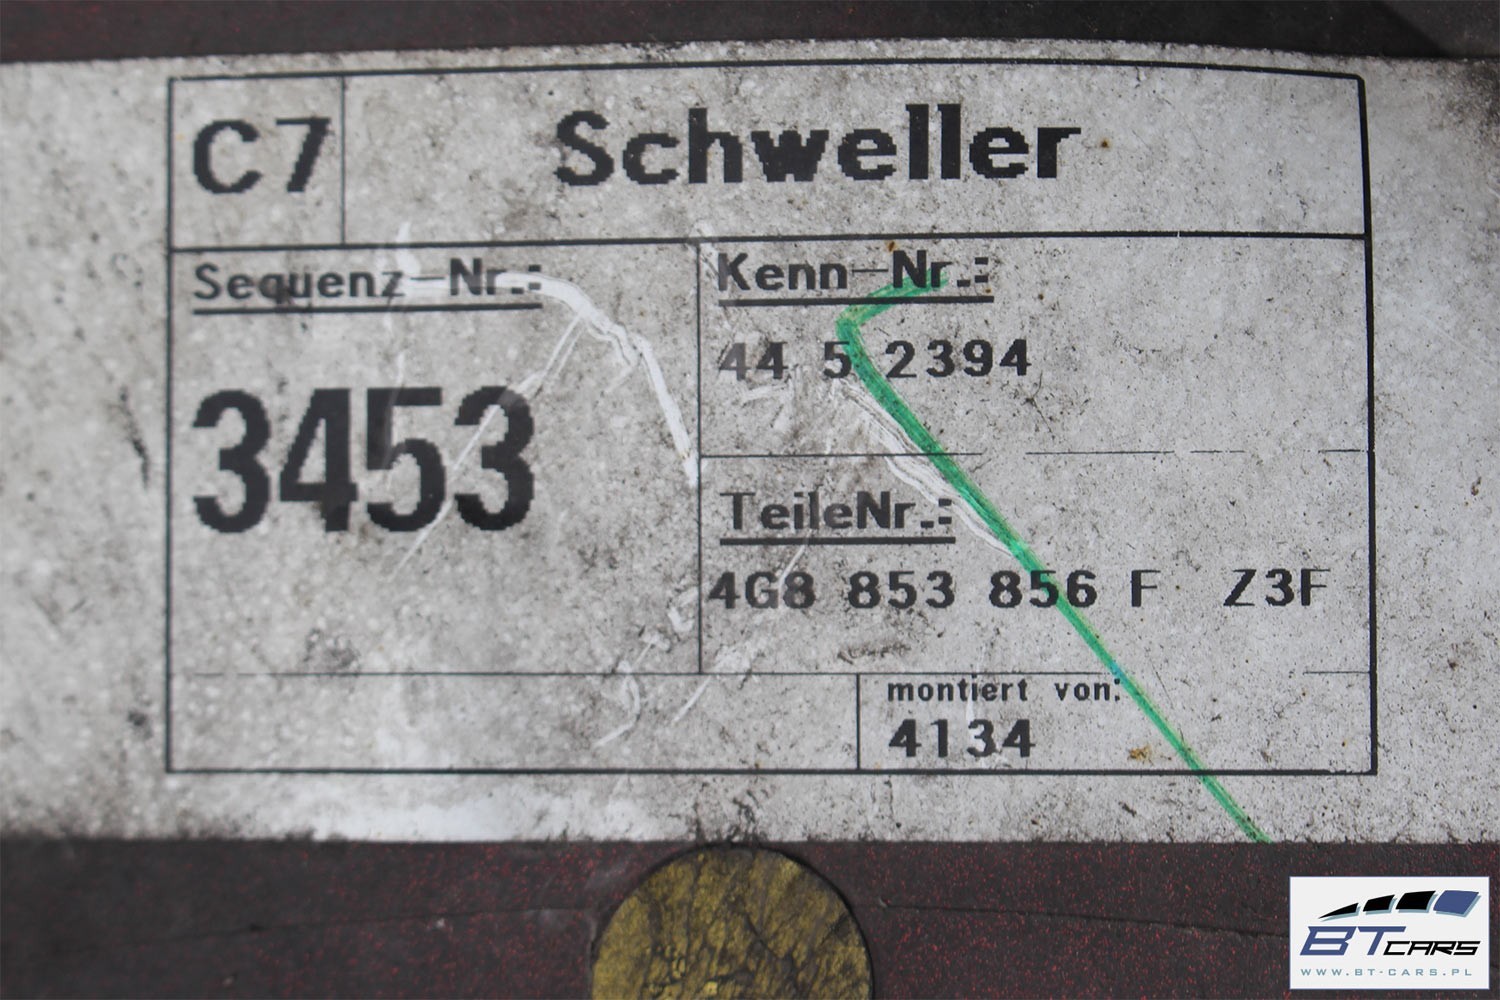 C7 Schweller
Sequenz-Nr.:
3453
Kenn-Nr.:
44 5 2394
TeileNr.:
4G8 853 856 F Z3F
montiert von:
4134
BT CARS
WWW.BT-CARS.PL